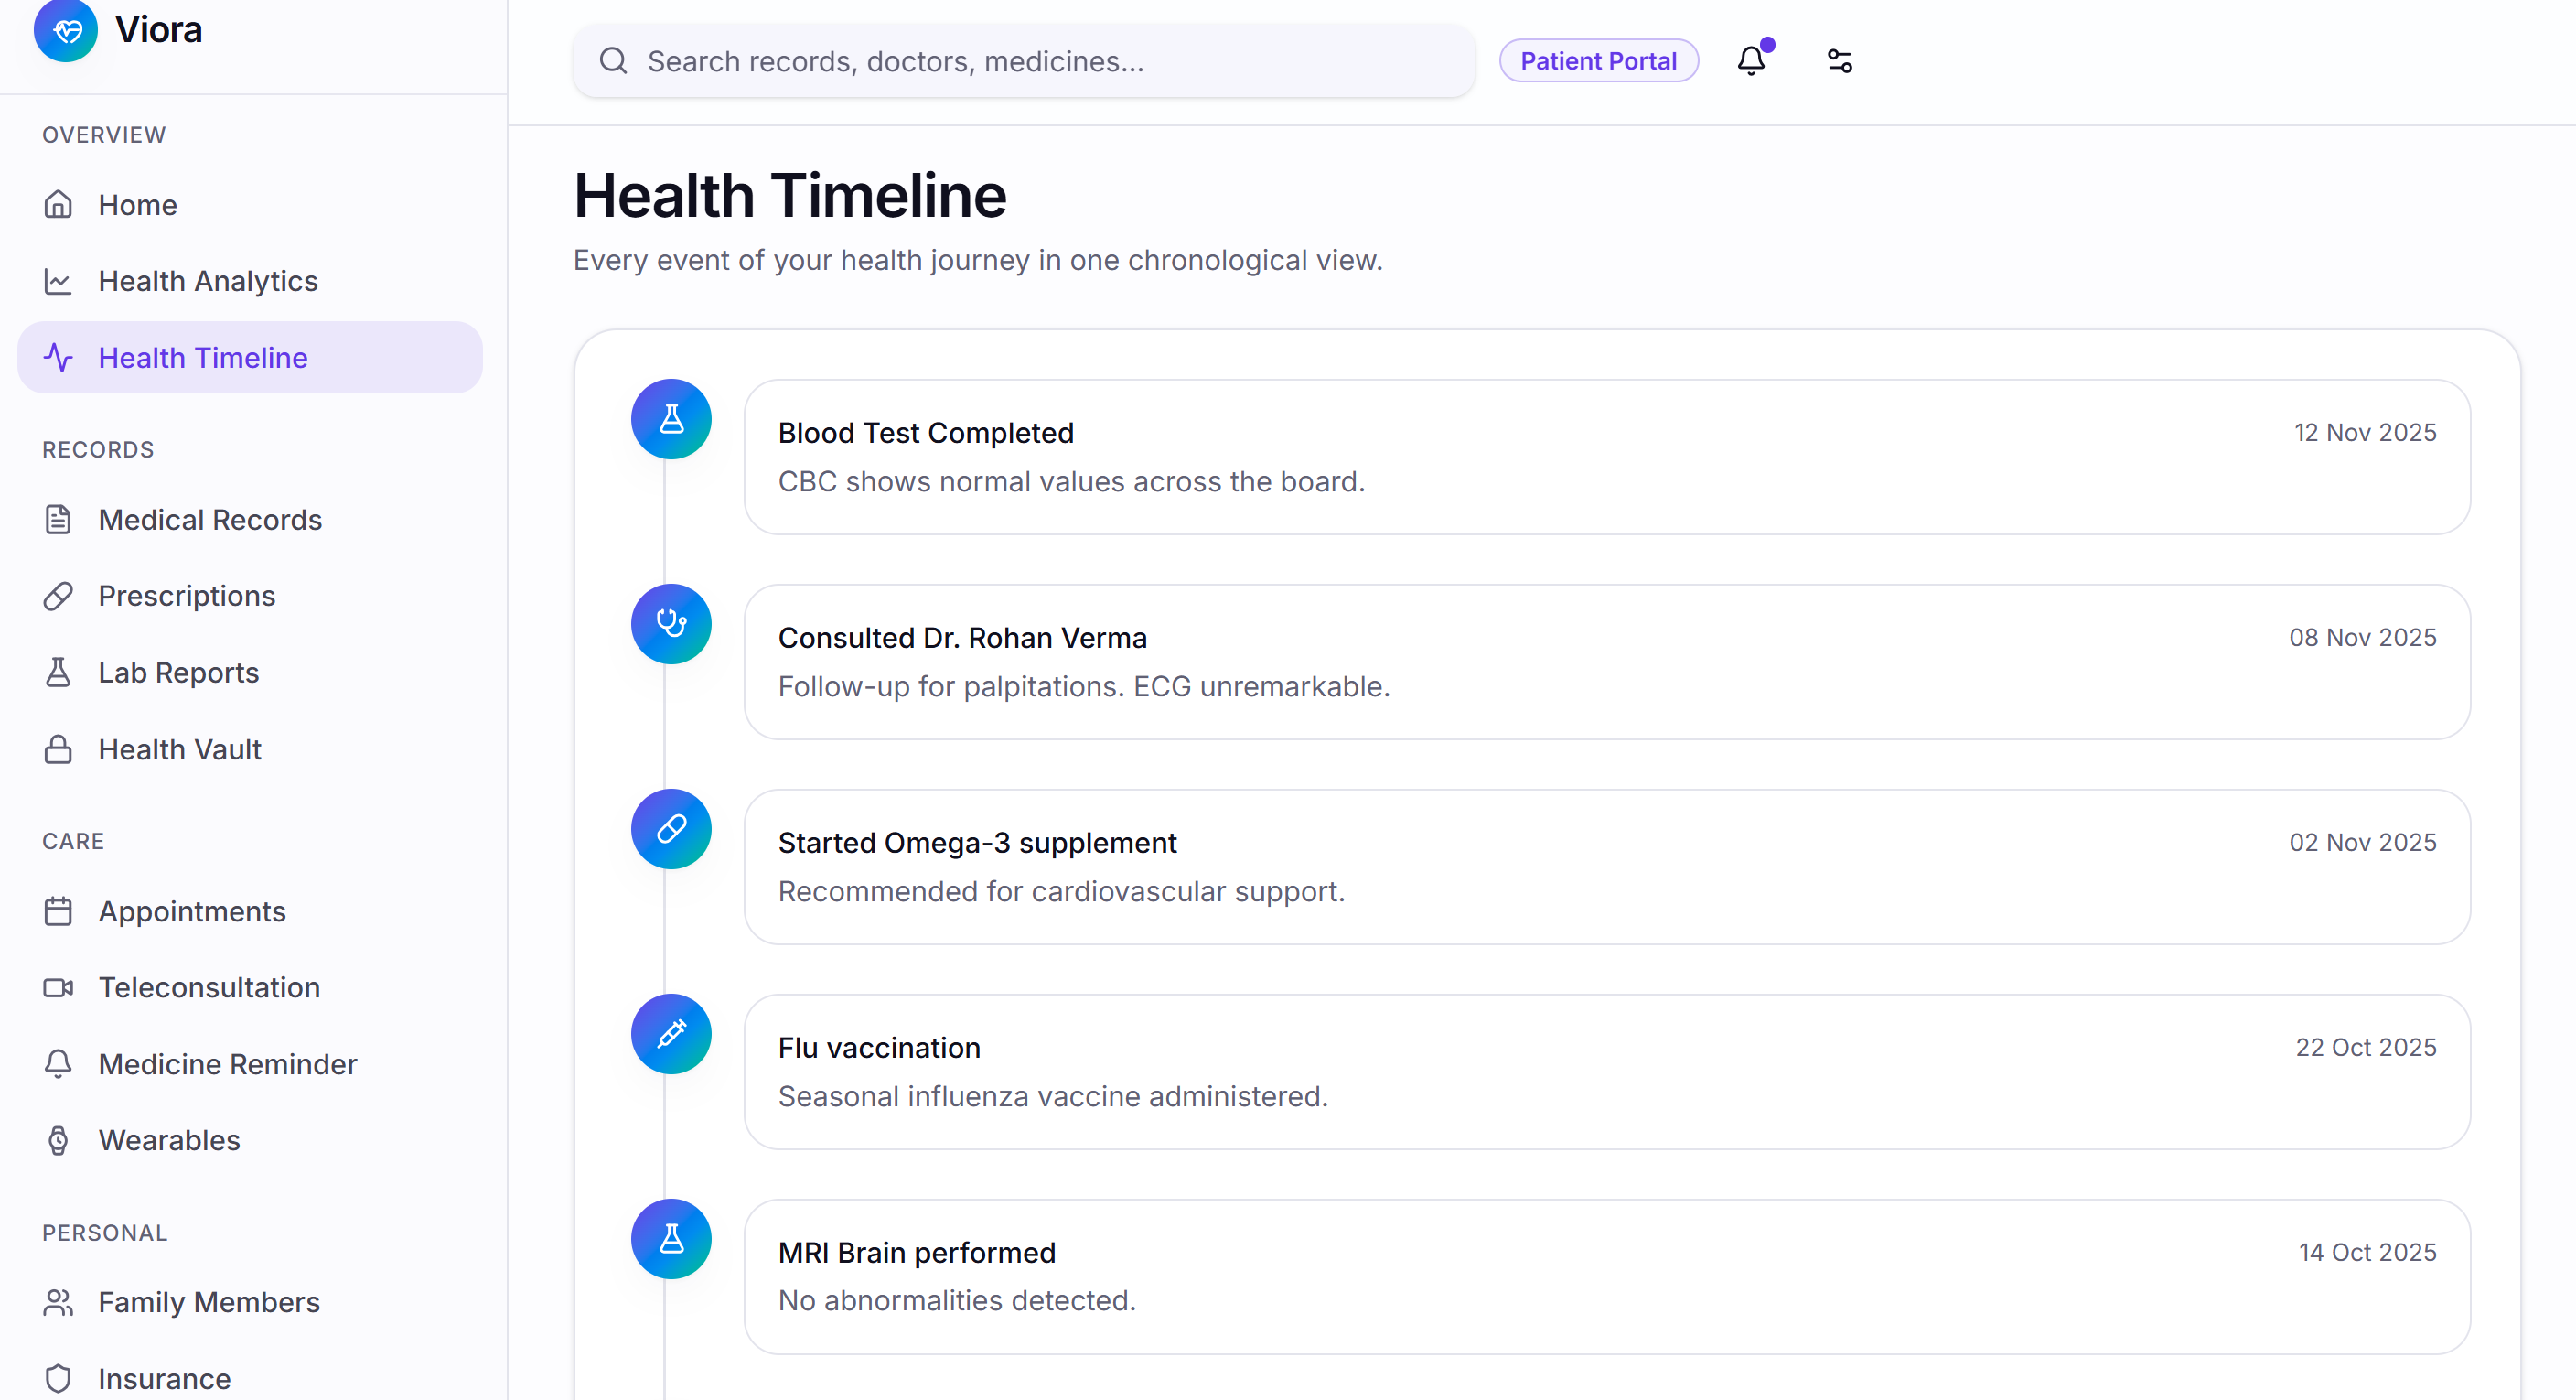 Viora
OVERVIEW
Home
Health Analytics
Health Timeline
RECORDS
Medical Records
Prescriptions
Lab Reports
Health Vault
CARE
Appointments
Teleconsultation
Medicine Reminder
Wearables
PERSONAL
Family Members
Insurance
Search records, doctors, medicines...
Patient Portal
Health Timeline
Every event of your health journey in one chronological view.
Blood Test Completed
12 Nov 2025
CBC shows normal values across the board.
Consulted Dr. Rohan Verma
08 Nov 2025
Follow-up for palpitations. ECG unremarkable.
Started Omega-3 supplement
02 Nov 2025
Recommended for cardiovascular support.
Flu vaccination
22 Oct 2025
Seasonal influenza vaccine administered.
MRI Brain performed
14 Oct 2025
No abnormalities detected.